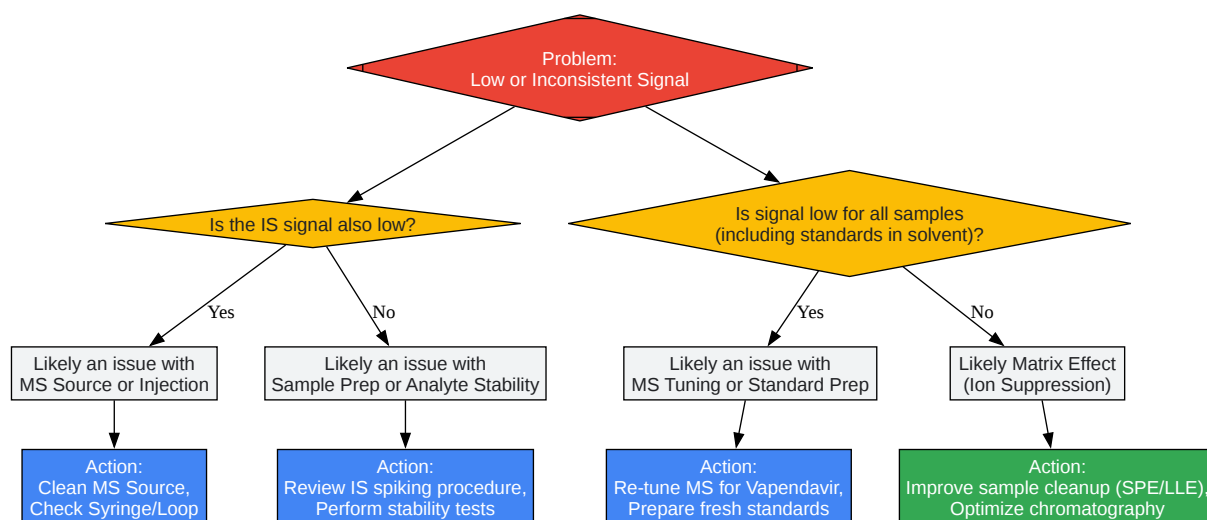 Problem:
Low or Inconsistent Signal
Is the IS signal also low?
Is signal low for all samples
(including standards in solvent)?
Yes
No
Yes
No
Likely an issue with
MS Source or Injection
Likely an issue with
Sample Prep or Analyte Stability
Likely an issue with
MS Tuning or Standard Prep
Likely Matrix Effect
(Ion Suppression)
Action:
Clean MS Source,
Check Syringe/Loop
Action:
Review IS spiking procedure,
Perform stability tests
Action:
Re-tune MS for Vapendavir,
Prepare fresh standards
Action:
Improve sample cleanup (SPE/LLE),
Optimize chromatography